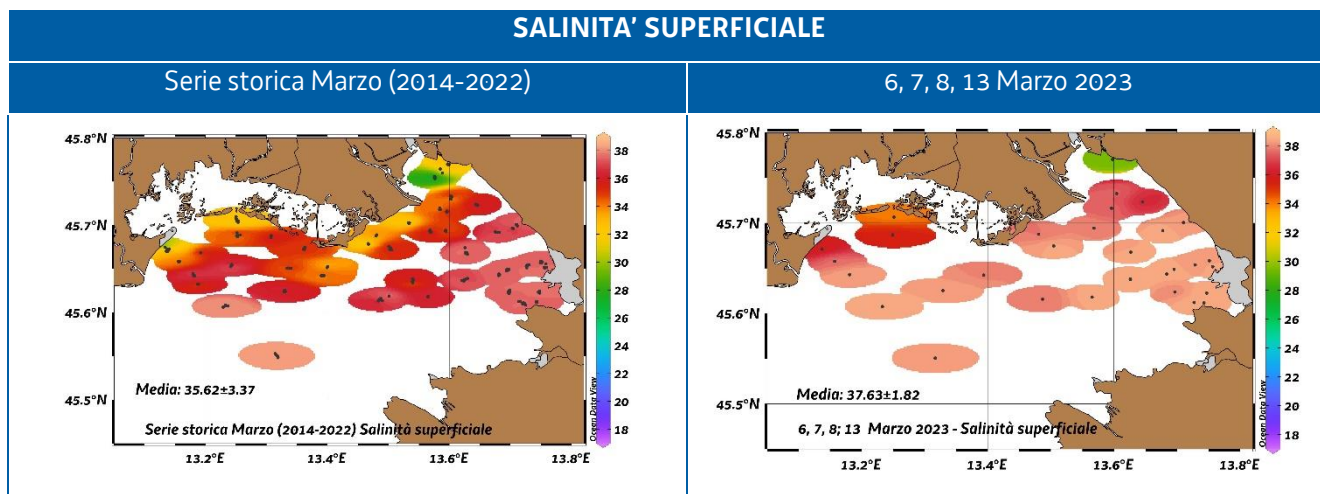 SALINITA’ SUPERFICIALE
Serie storica Marzo (2014-2022)
6, 7, 8, 13 Marzo 2023
45.8°N
45.7°N
45.6°N
45.5°N
13.2°E
13.4°E
13.6°E
13.8°E
38
36
34
32
30
28
26
24
22
20
18
Ocean Data View
Media: 35.62±3.37
Serie storica Marzo (2014-2022) Salinità superficiale
45.8°N
45.7°N
45.6°N
45.5°N
13.2°E
13.4°E
13.6°E
13.8°E
38
36
34
32
30
28
26
24
22
20
18
Ocean Data View
Media: 37.63±1.82
6, 7, 8; 13 Marzo 2023 - Salinità superficiale